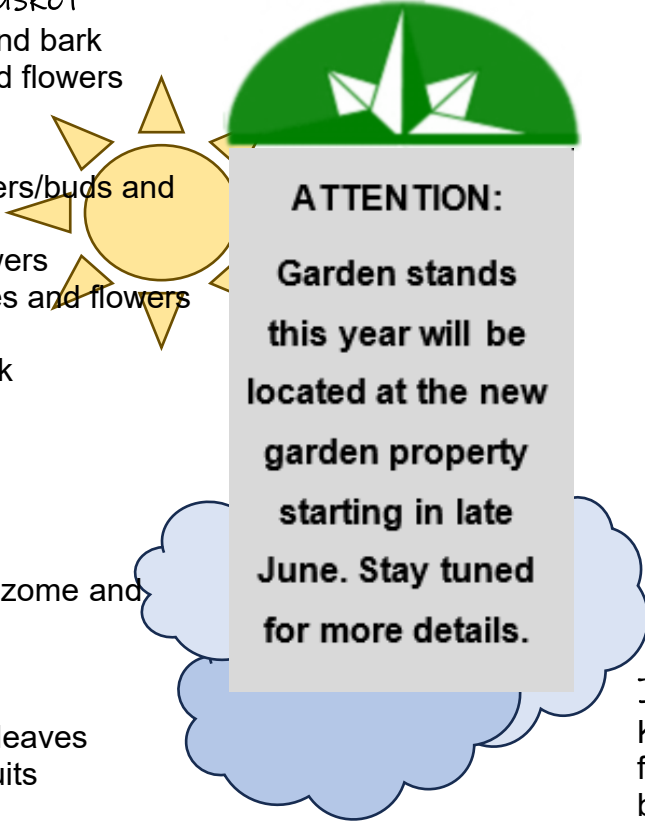 nd bark
d flowers
ers/buds and
wers
es and flowers
k
zome and
leaves
uits
ATTENTION:
Garden stands
this year will be
located at the new
garden property
starting in late
June. Stay tuned
for more details.